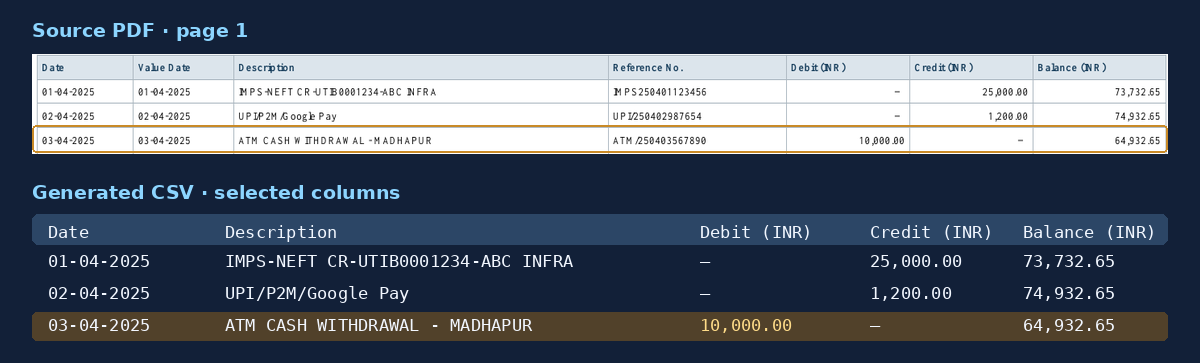 Source PDF · page 1
Date Value Date Description Reference No. Debit (INR) Credit (INR) Balance (INR)
01-04-2025 01-04-2025 IMPS-NEFT CR-UTIB0001234-ABC INFRA IMPS250401123456 – 25,000.00 73,732.65
02-04-2025 02-04-2025 UPI/P2M/Google Pay UPI/250402987654 – 1,200.00 74,932.65
03-04-2025 03-04-2025 ATM CASH WITHDRAWAL - MADHAPUR ATM/250403567890 10,000.00 – 64,932.65
Generated CSV · selected columns
Date Description Debit (INR) Credit (INR) Balance (INR)
01-04-2025 IMPS-NEFT CR-UTIB0001234-ABC INFRA – 25,000.00 73,732.65
02-04-2025 UPI/P2M/Google Pay – 1,200.00 74,932.65
03-04-2025 ATM CASH WITHDRAWAL - MADHAPUR 10,000.00 – 64,932.65